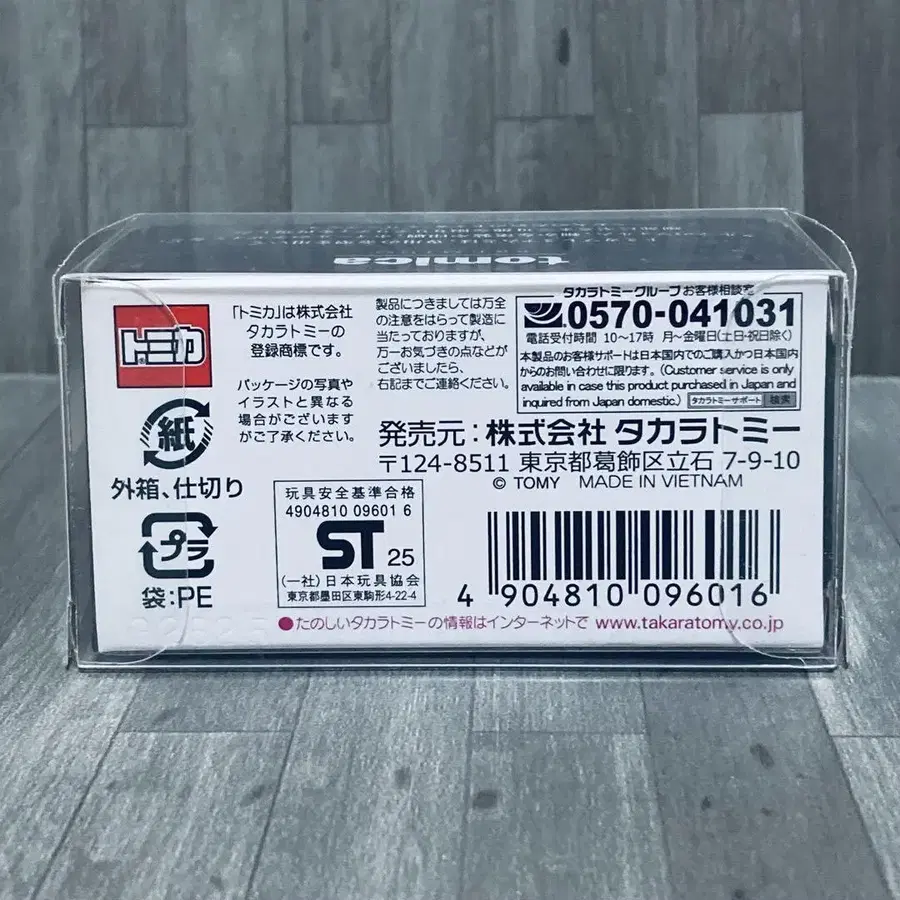 tomica
トミカ
「トミカ」は株式会社
タカラトミーの
登録商標です。
パッケージの写真や
イラストと異なる
場合がございます
がご了承ください。
製品につきましては万全
の注意をはらって製造に
当たっておりますが、
万一お気づきの点などが
ございましたら、
右記までご連絡ください。
タカラトミーグループ お客様相談室
0570-041031
電話受付時間 10〜17時 月〜金曜日(土日・祝日除く)
本製品のお客様サポートは日本国内でのご購入かつ日本国内
からのお問い合わせに限ります。(Customer service is only
available in case this product purchased in Japan and
inquired from Japan domestic.) タカラトミーサポート 検索
発売元：株式会社 タカラトミー
〒124-8511 東京都葛飾区立石 7-9-10
© TOMY MADE IN VIETNAM
紙
外箱、仕切り
プラ
袋:PE
玩具安全基準合格
4904810 09601 6
ST 25
(一社)日本玩具協会
東京都墨田区東駒形4-22-4
4 904810 096016
●たのしいタカラトミーの情報はインターネットで www.takaratomy.co.jp